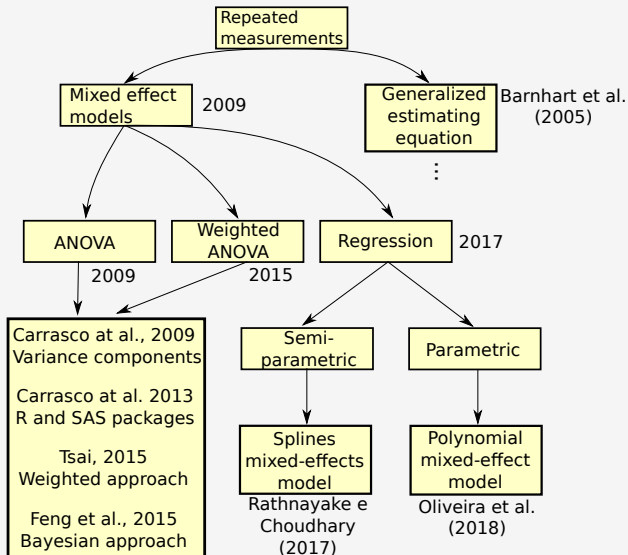 Repeated
measurements
Mixed effect
models
2009
Generalized
estimating
equation
Barnhart et al.
(2005)
...
ANOVA
2009
Weighted
ANOVA
2015
Regression
2017
Carrasco at al., 2009
Variance components
Carrasco at al. 2013
R and SAS packages
Tsai, 2015
Weighted approach
Feng et al., 2015
Bayesian approach
Semi-
parametric
Parametric
Splines
mixed-effects
model
Rathnayake e
Choudhary
(2017)
Polynomial
mixed-effect
model
Oliveira et al.
(2018)